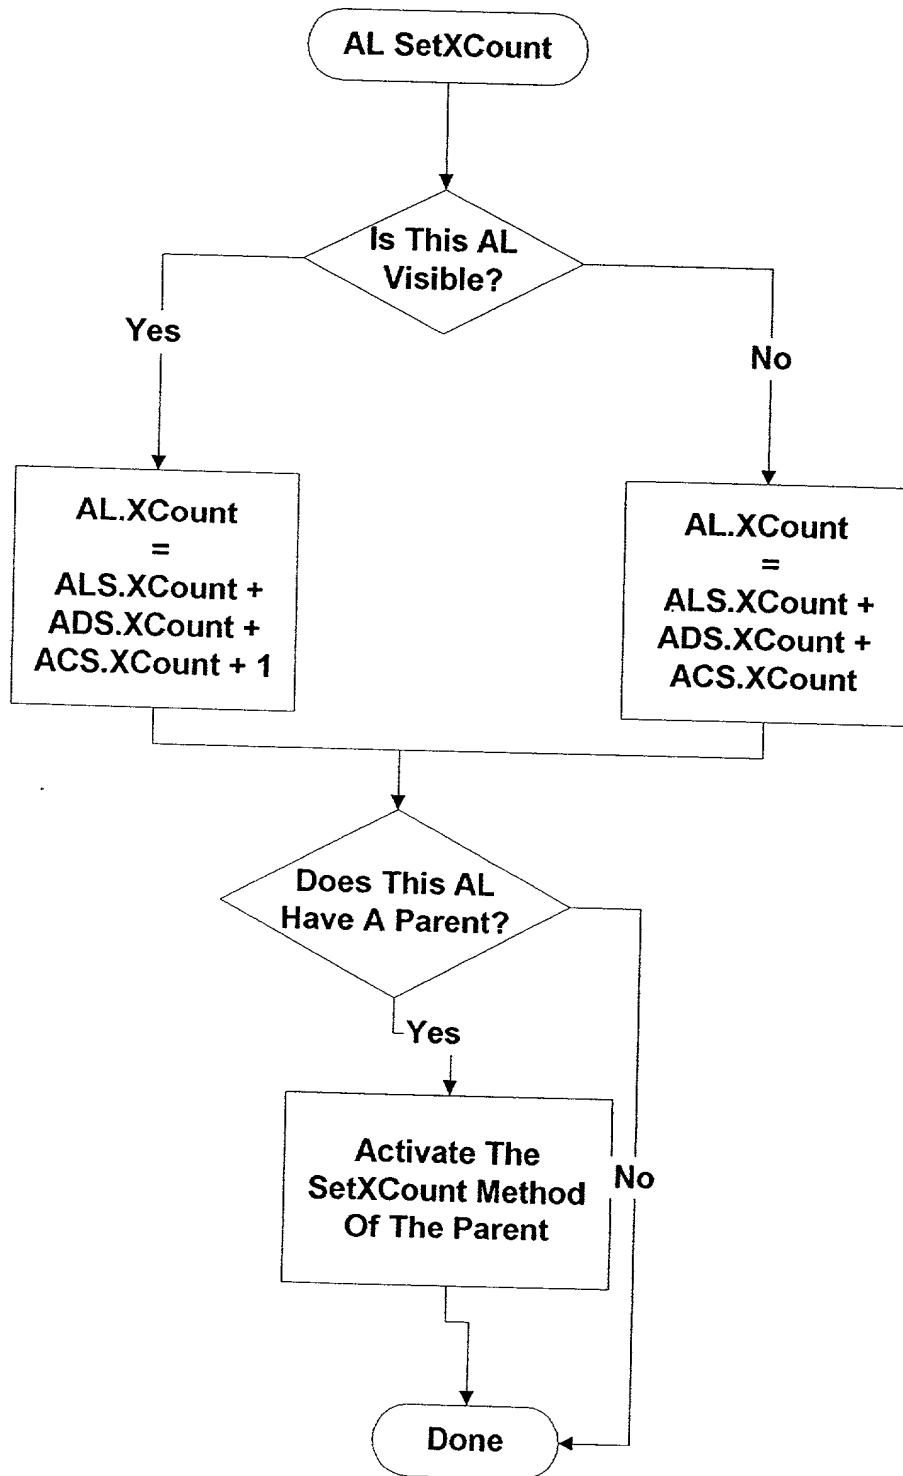 AL SetXCount
Is This AL
Visible?
Yes
No
AL.XCount
=
ALS.XCount +
ADS.XCount +
ACS.XCount + 1
AL.XCount
=
ALS.XCount +
ADS.XCount +
ACS.XCount
Does This AL
Have A Parent?
Yes
Activate The
SetXCount Method
Of The Parent
No
Done